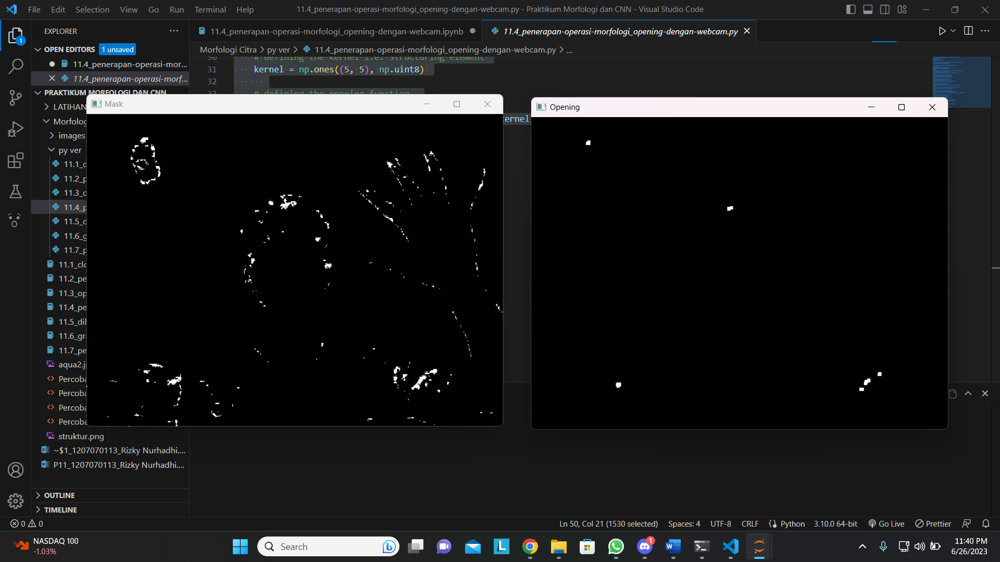 File Edit Selection View Go Run Terminal Help
11.4_penerapan-operasi-morfologi_opening-dengan-webcam.py - Praktikum Morfologi dan CNN - Visual Studio Code
EXPLORER
11.4_penerapan-operasi-morfologi_opening-dengan-webcam.ipynb
11.4_penerapan-operasi-morfologi_opening-dengan-webcam.py
OPEN EDITORS 1 unsaved
11.4_penerapan-operasi-mor...
11.4_penerapan-operasi-morf...
Morfologi Citra > py ver > 11.4_penerapan-operasi-morfologi_opening-dengan-webcam.py > ...
30 # defining the kernel i.e. Structuring element
31 kernel = np.ones((5, 5), np.uint8)
32
33 # defining the opening function
kernel
PRAKTIKUM MORFOLOGI DAN CNN
LATIHAN
Morfolog
images
py ver
11.1_c
11.2_p
11.3_c
11.4_p
11.5_d
11.6_g
11.7_p
11.1_clo
11.2_pe
11.3_op
11.4_pe
11.5_dil
11.6_gra
11.7_pe
aqua2.j
Percoba
Percoba
Percoba
Percoba
struktur.png
~$1_1207070113_Rizky Nurhadhi....
P11_1207070113_Rizky Nurhadhi....
OUTLINE
TIMELINE
Mask
Opening
0 0
Ln 50, Col 21 (1530 selected) Spaces: 4 UTF-8 CRLF Python 3.10.0 64-bit Go Live Prettier
NASDAQ 100
-1.03%
Search
11:40 PM
6/26/2023